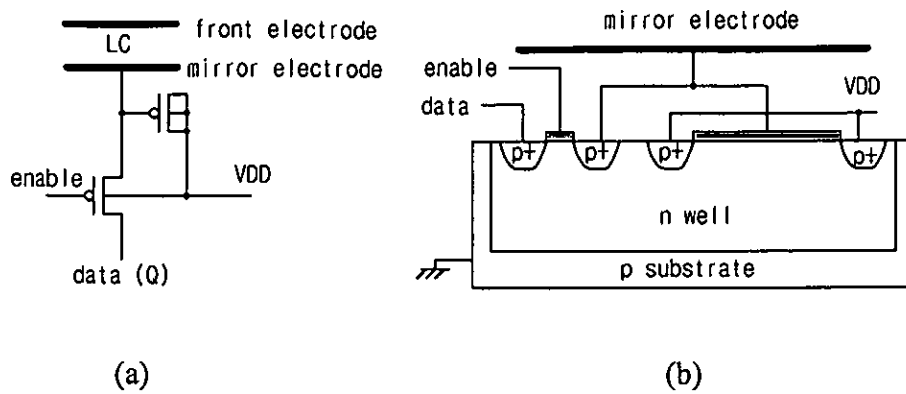 front electrode
LC
mirror electrode
enable
VDD
data (Q)
(a)
mirror electrode
enable
VDD
data
p+ p+ p+ p+
n well
p substrate
(b)